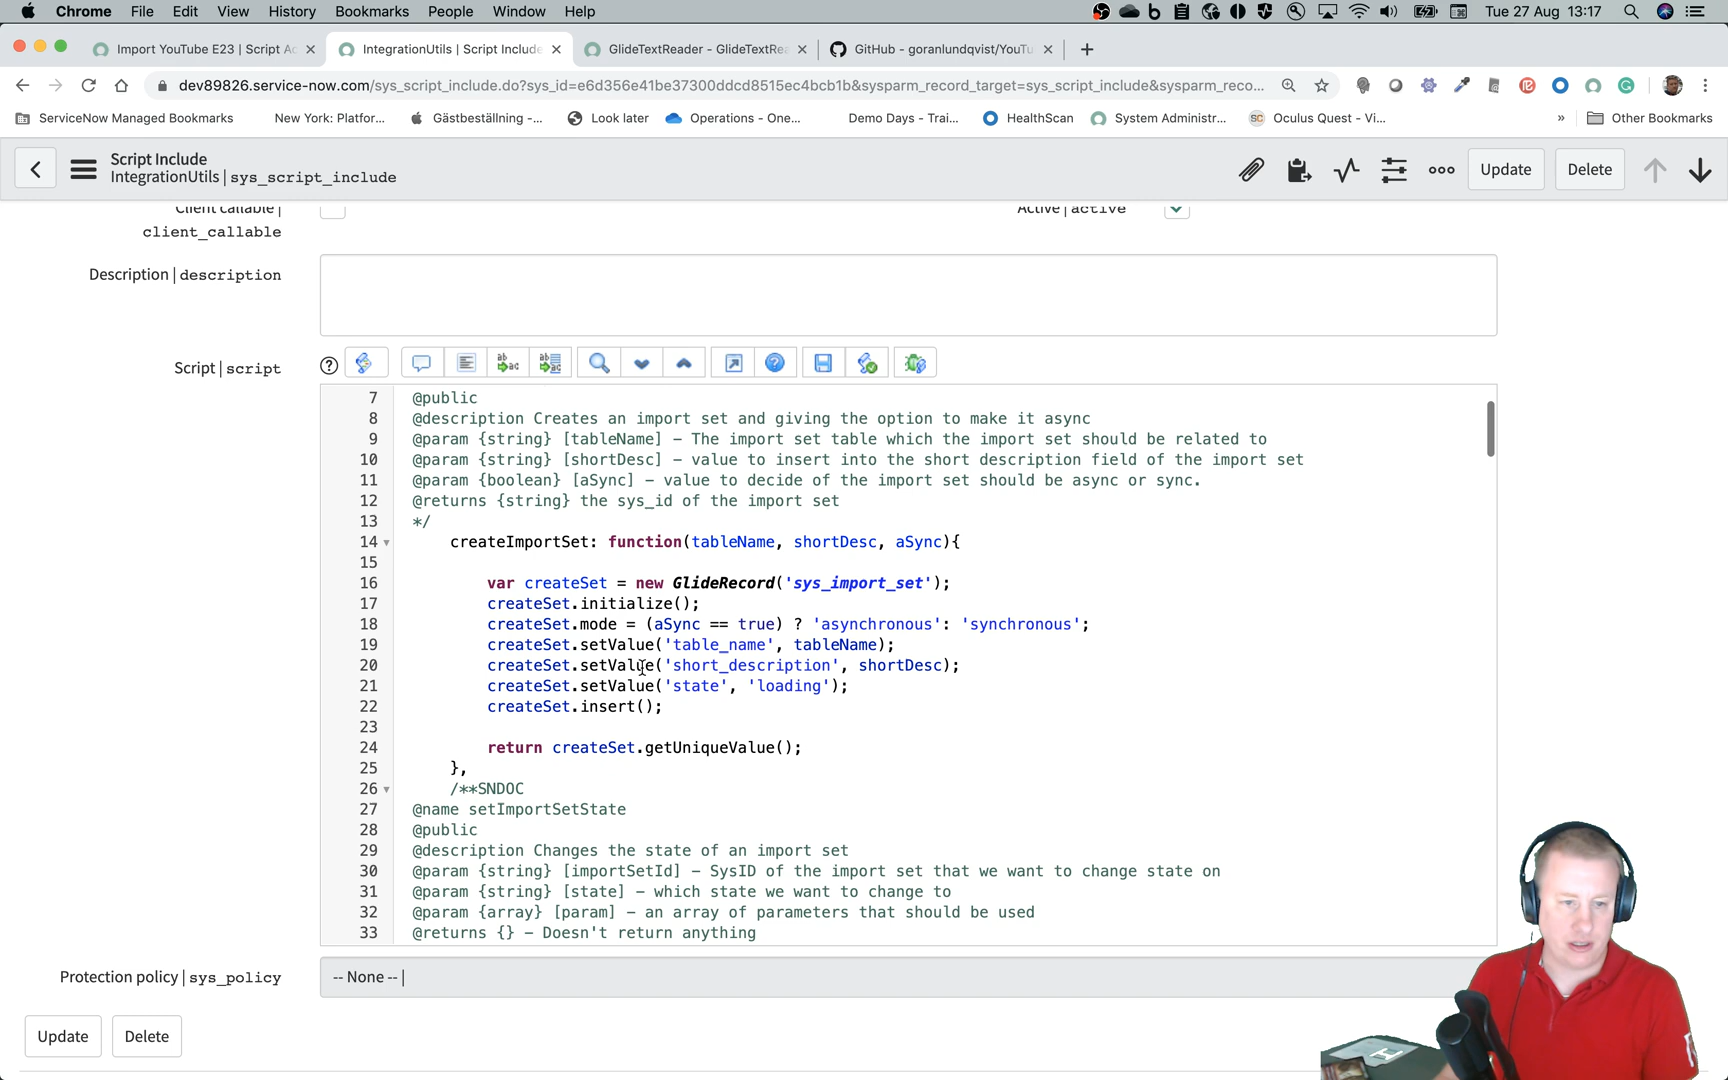 Chrome File Edit View History Bookmarks People Window Help Tue 27 Aug 13:17
Import YouTube E23 | Script Ac
IntegrationUtils | Script Include
GlideTextReader - GlideTextRea
GitHub - goranlundqvist/YouTu
dev89826.service-now.com/sys_script_include.do?sys_id=e6d356e41be37300ddcd8515ec4bcb1b&sysparm_record_target=sys_script_include&sysparm_reco...
ServiceNow Managed Bookmarks New York: Platfor... Gästbeställning -... Look later Operations - One... Demo Days - Trai... HealthScan System Administr... Oculus Quest - Vi... » Other Bookmarks
Script Include
IntegrationUtils | sys_script_include
Update Delete
Client callable |
client_callable
Active | active
Description | description
Script | script
7 @public
8 @description Creates an import set and giving the option to make it async
9 @param {string} [tableName] - The import set table which the import set should be related to
10 @param {string} [shortDesc] - value to insert into the short description field of the import set
11 @param {boolean} [aSync] - value to decide of the import set should be async or sync.
12 @returns {string} the sys_id of the import set
13 */
14 createImportSet: function(tableName, shortDesc, aSync){
15
16 var createSet = new GlideRecord('sys_import_set');
17 createSet.initialize();
18 createSet.mode = (aSync == true) ? 'asynchronous': 'synchronous';
19 createSet.setValue('table_name', tableName);
20 createSet.setValue('short_description', shortDesc);
21 createSet.setValue('state', 'loading');
22 createSet.insert();
23
24 return createSet.getUniqueValue();
25 },
26 /**SNDOC
27 @name setImportSetState
28 @public
29 @description Changes the state of an import set
30 @param {string} [importSetId] - SysID of the import set that we want to change state on
31 @param {string} [state] - which state we want to change to
32 @param {array} [param] - an array of parameters that should be used
33 @returns {} - Doesn't return anything
Protection policy | sys_policy
-- None -- |
Update Delete